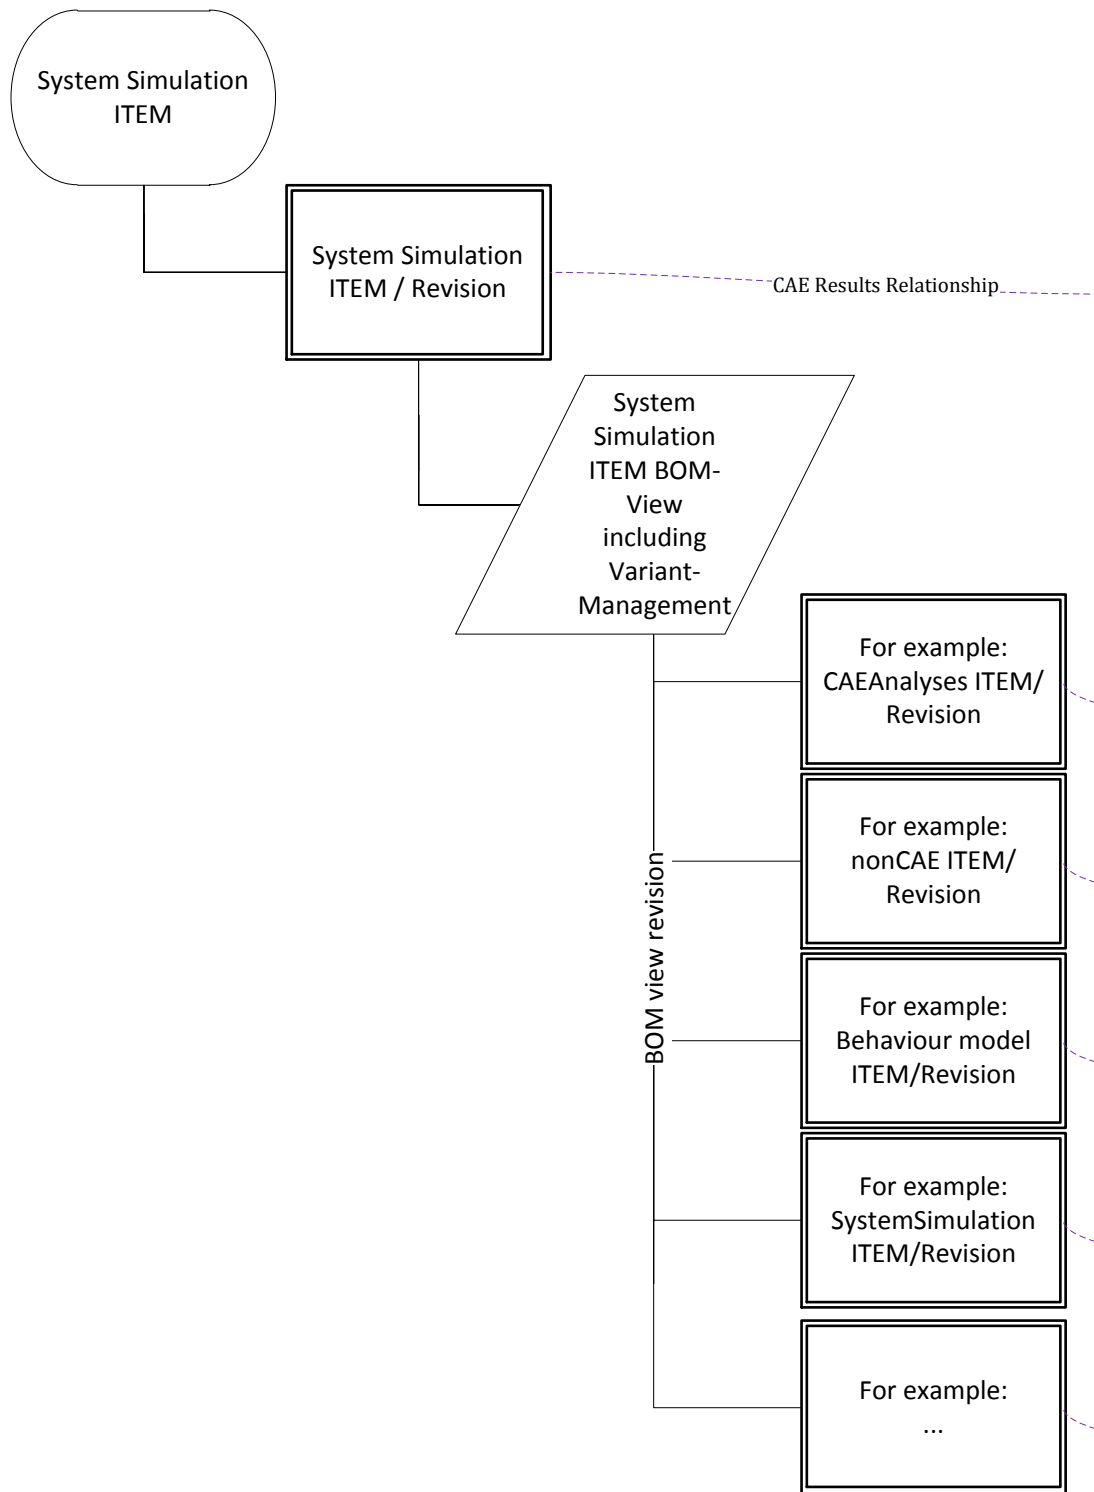 System Simulation
ITEM
System Simulation
ITEM / Revision
CAE Results Relationship
System
Simulation
ITEM BOM-
View
including
Variant-
Management
For example:
CAEAnalyses ITEM/
Revision
For example:
nonCAE ITEM/
Revision
BOM view revision
For example:
Behaviour model
ITEM/Revision
For example:
SystemSimulation
ITEM/Revision
For example:
...